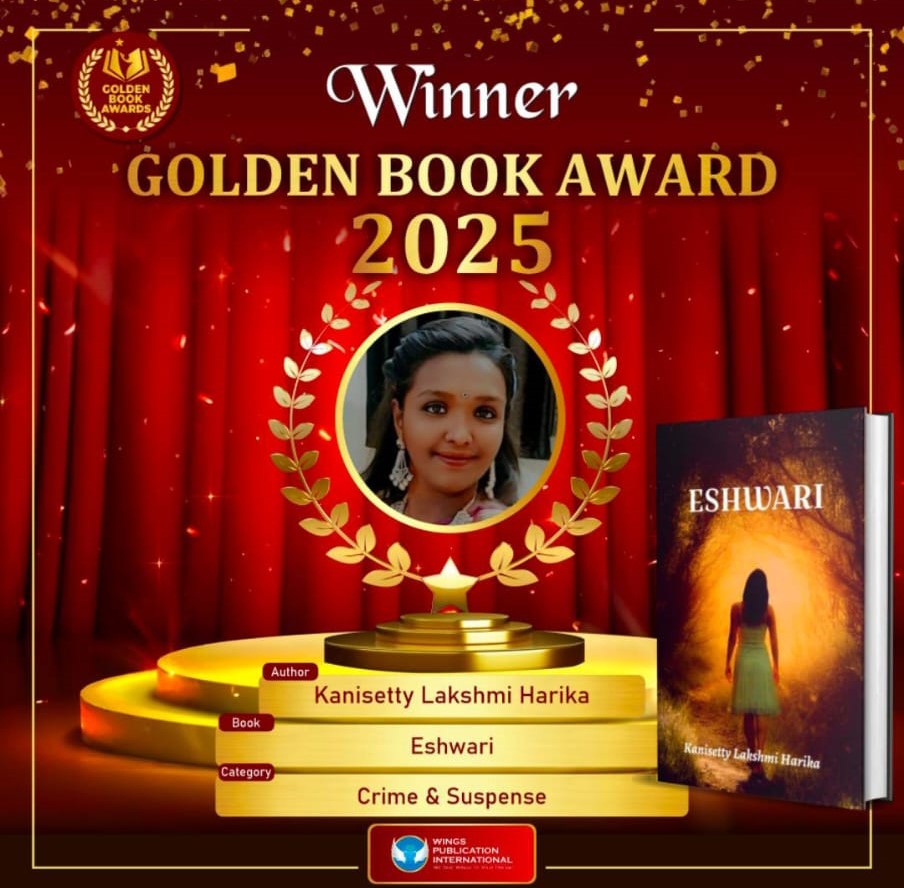 GOLDEN
BOOK
AWARDS
Winner
GOLDEN BOOK AWARD
2025
ESHWARI
Kanisetty Lakshmi Harika
Author
Kanisetty Lakshmi Harika
Book
Eshwari
Category
Crime & Suspense
WINGS
PUBLICATION
INTERNATIONAL